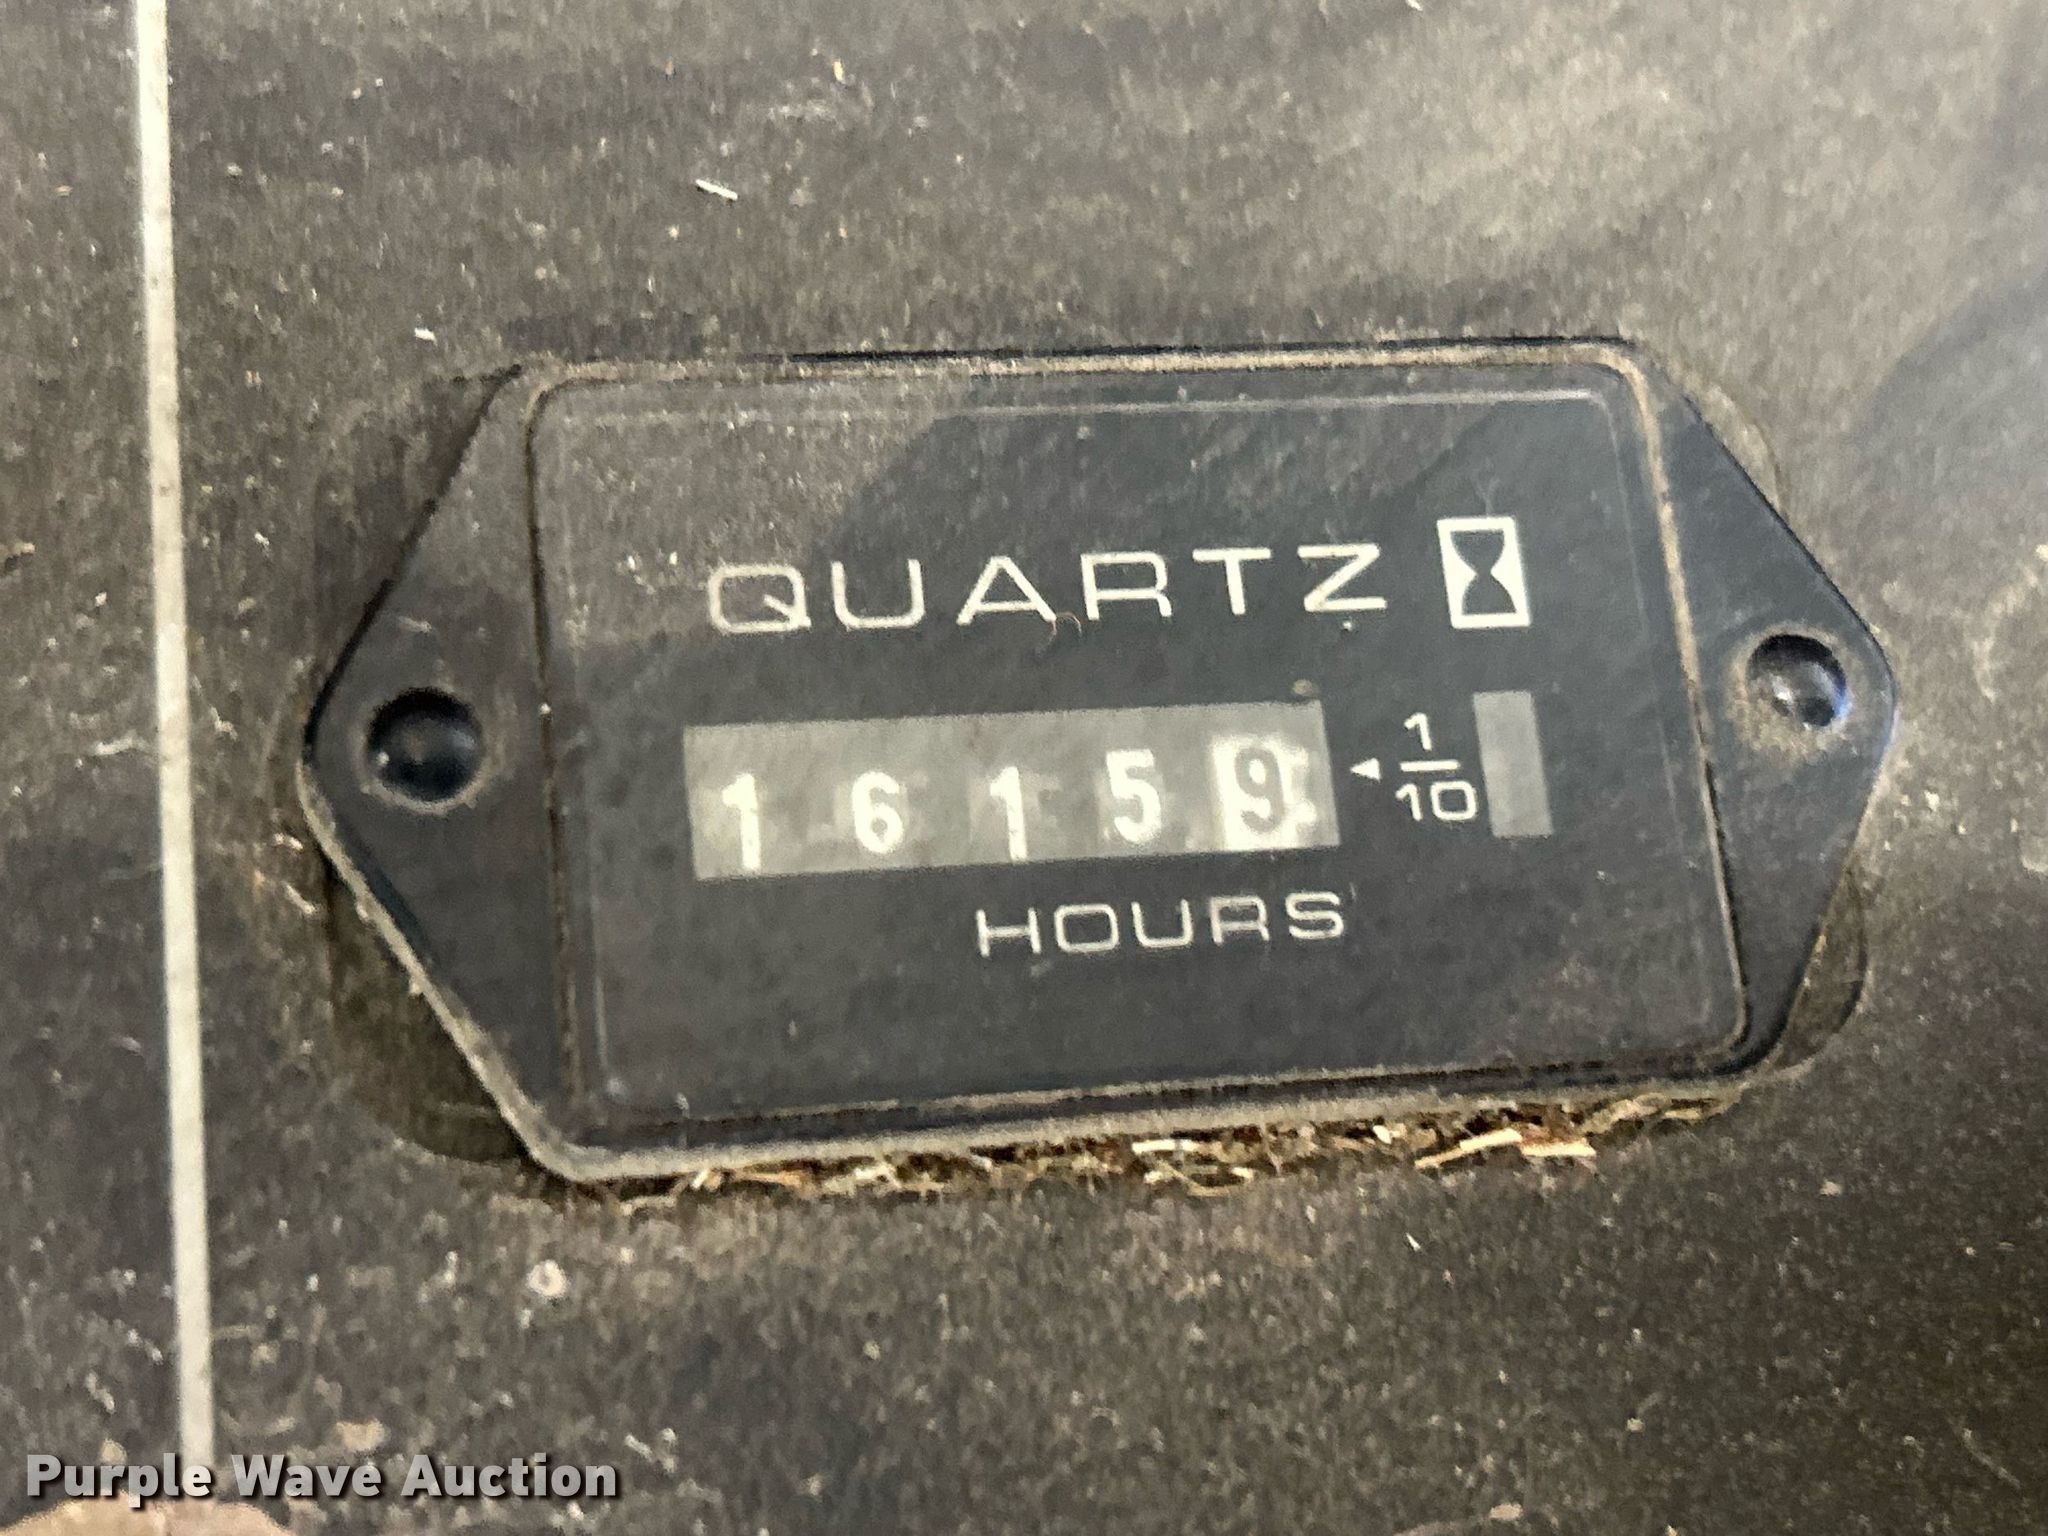 QUARTZ
16159 1/10
HOURS
Purple Wave Auction